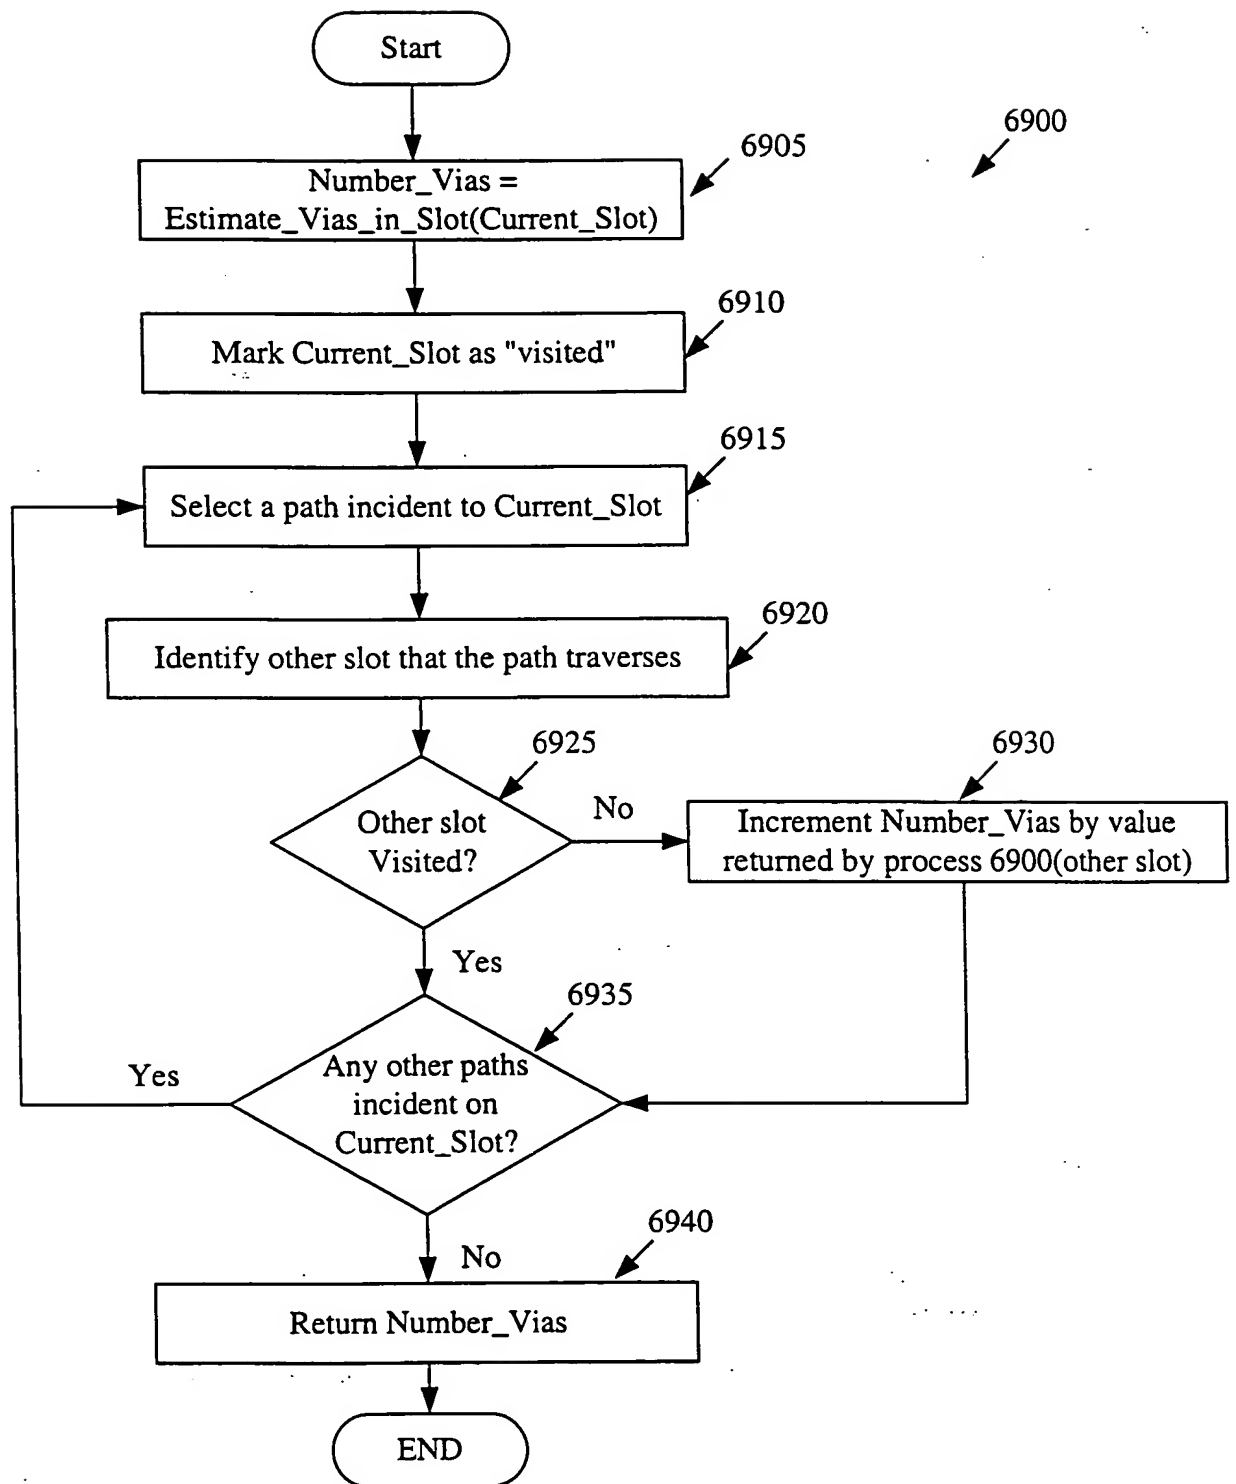 Start
6900
6905
Number_Vias =
Estimate_Vias_in_Slot(Current_Slot)
6910
Mark Current_Slot as "visited"
6915
Select a path incident to Current_Slot
6920
Identify other slot that the path traverses
6925
Other slot
Visited?
No
6930
Increment Number_Vias by value
returned by process 6900(other slot)
Yes
6935
Any other paths
incident on
Current_Slot?
Yes
No
6940
Return Number_Vias
END